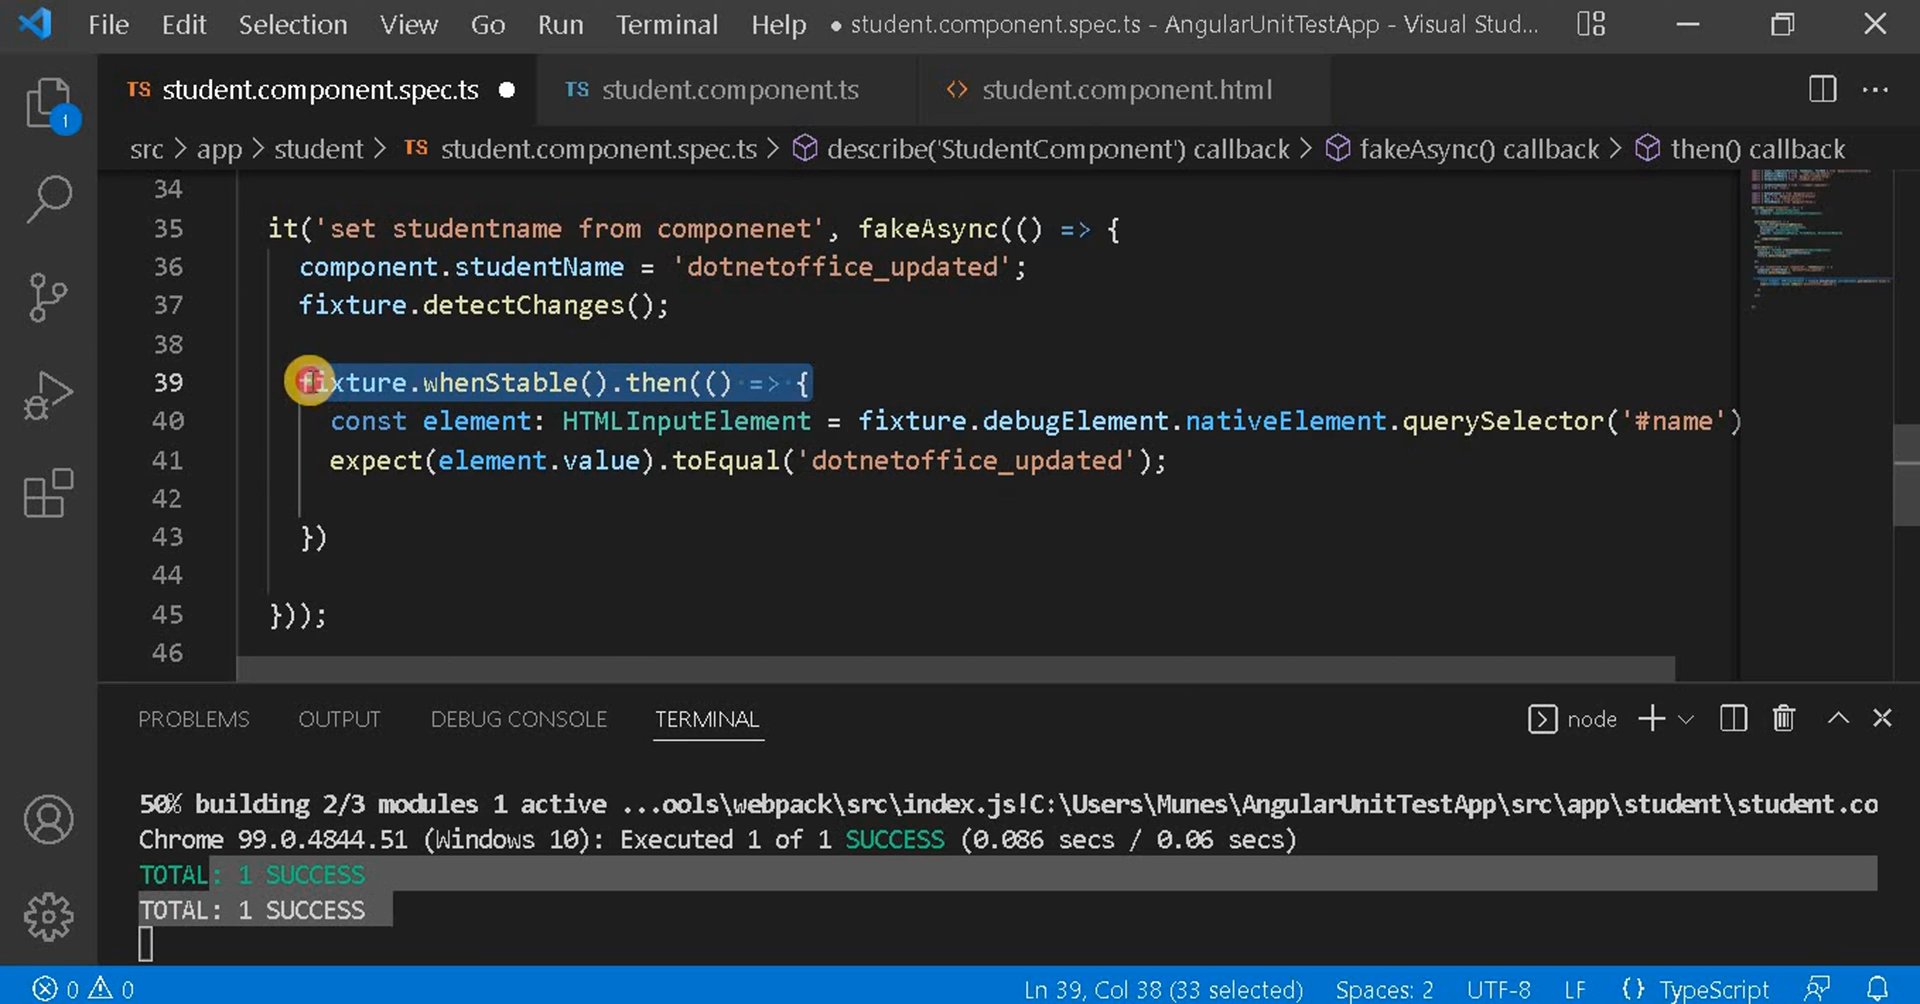 File Edit Selection View Go Run Terminal Help ● student.component.spec.ts - AngularUnitTestApp - Visual Stud...
TS student.component.spec.ts ● TS student.component.ts <> student.component.html ...
1
src > app > student > TS student.component.spec.ts > describe('StudentComponent') callback > fakeAsync() callback > then() callback
34
35 it('set studentname from componenet', fakeAsync(() => {
36 component.studentName = 'dotnetoffice_updated';
37 fixture.detectChanges();
38
39 fixture.whenStable().then(() => {
40 const element: HTMLInputElement = fixture.debugElement.nativeElement.querySelector('#name')
41 expect(element.value).toEqual('dotnetoffice_updated');
42
43 })
44
45 }));
46
PROBLEMS OUTPUT DEBUG CONSOLE TERMINAL node
50% building 2/3 modules 1 active ...ools\webpack\src\index.js!C:\Users\Munes\AngularUnitTestApp\src\app\student\student.co
Chrome 99.0.4844.51 (Windows 10): Executed 1 of 1 SUCCESS (0.086 secs / 0.06 secs)
TOTAL: 1 SUCCESS
TOTAL: 1 SUCCESS
0 0 Ln 39, Col 38 (33 selected) Spaces: 2 UTF-8 LF {} TypeScript